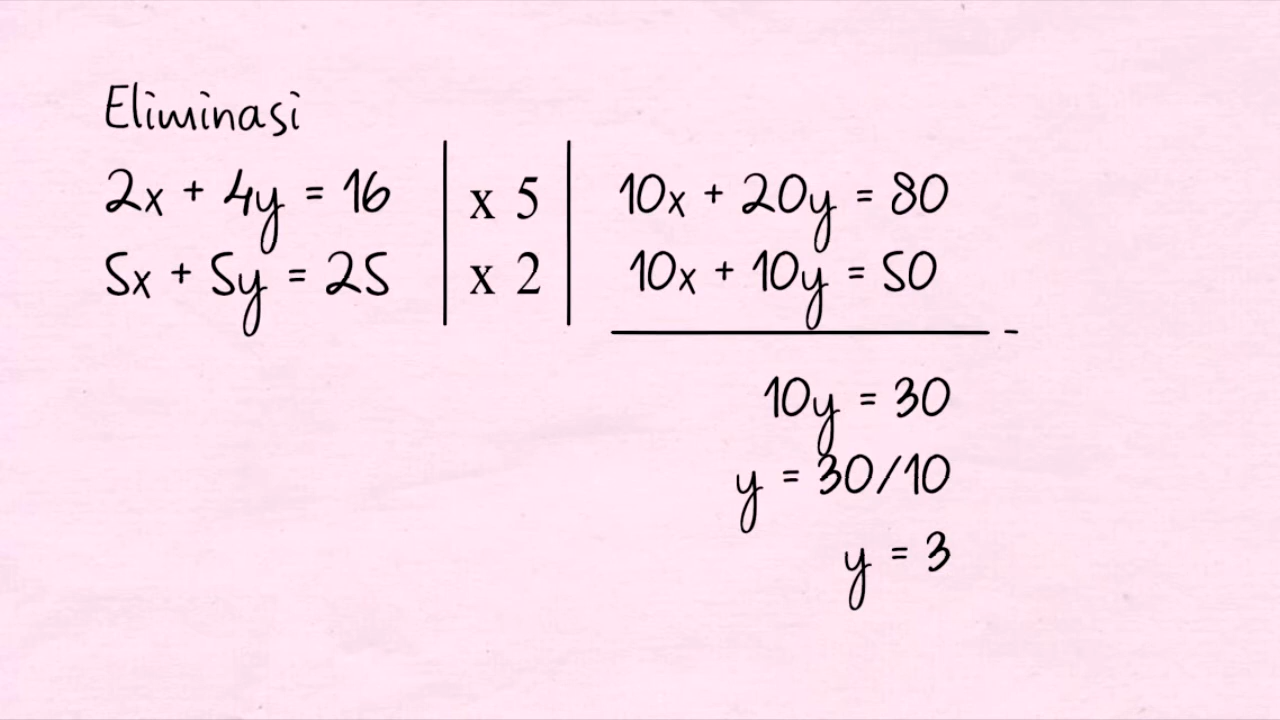 Eliminasi
2x + 4y = 16 | x 5 | 10x + 20y = 80
5x + 5y = 25 | x 2 | 10x + 10y = 50
-
10y = 30
y = 30/10
y = 3